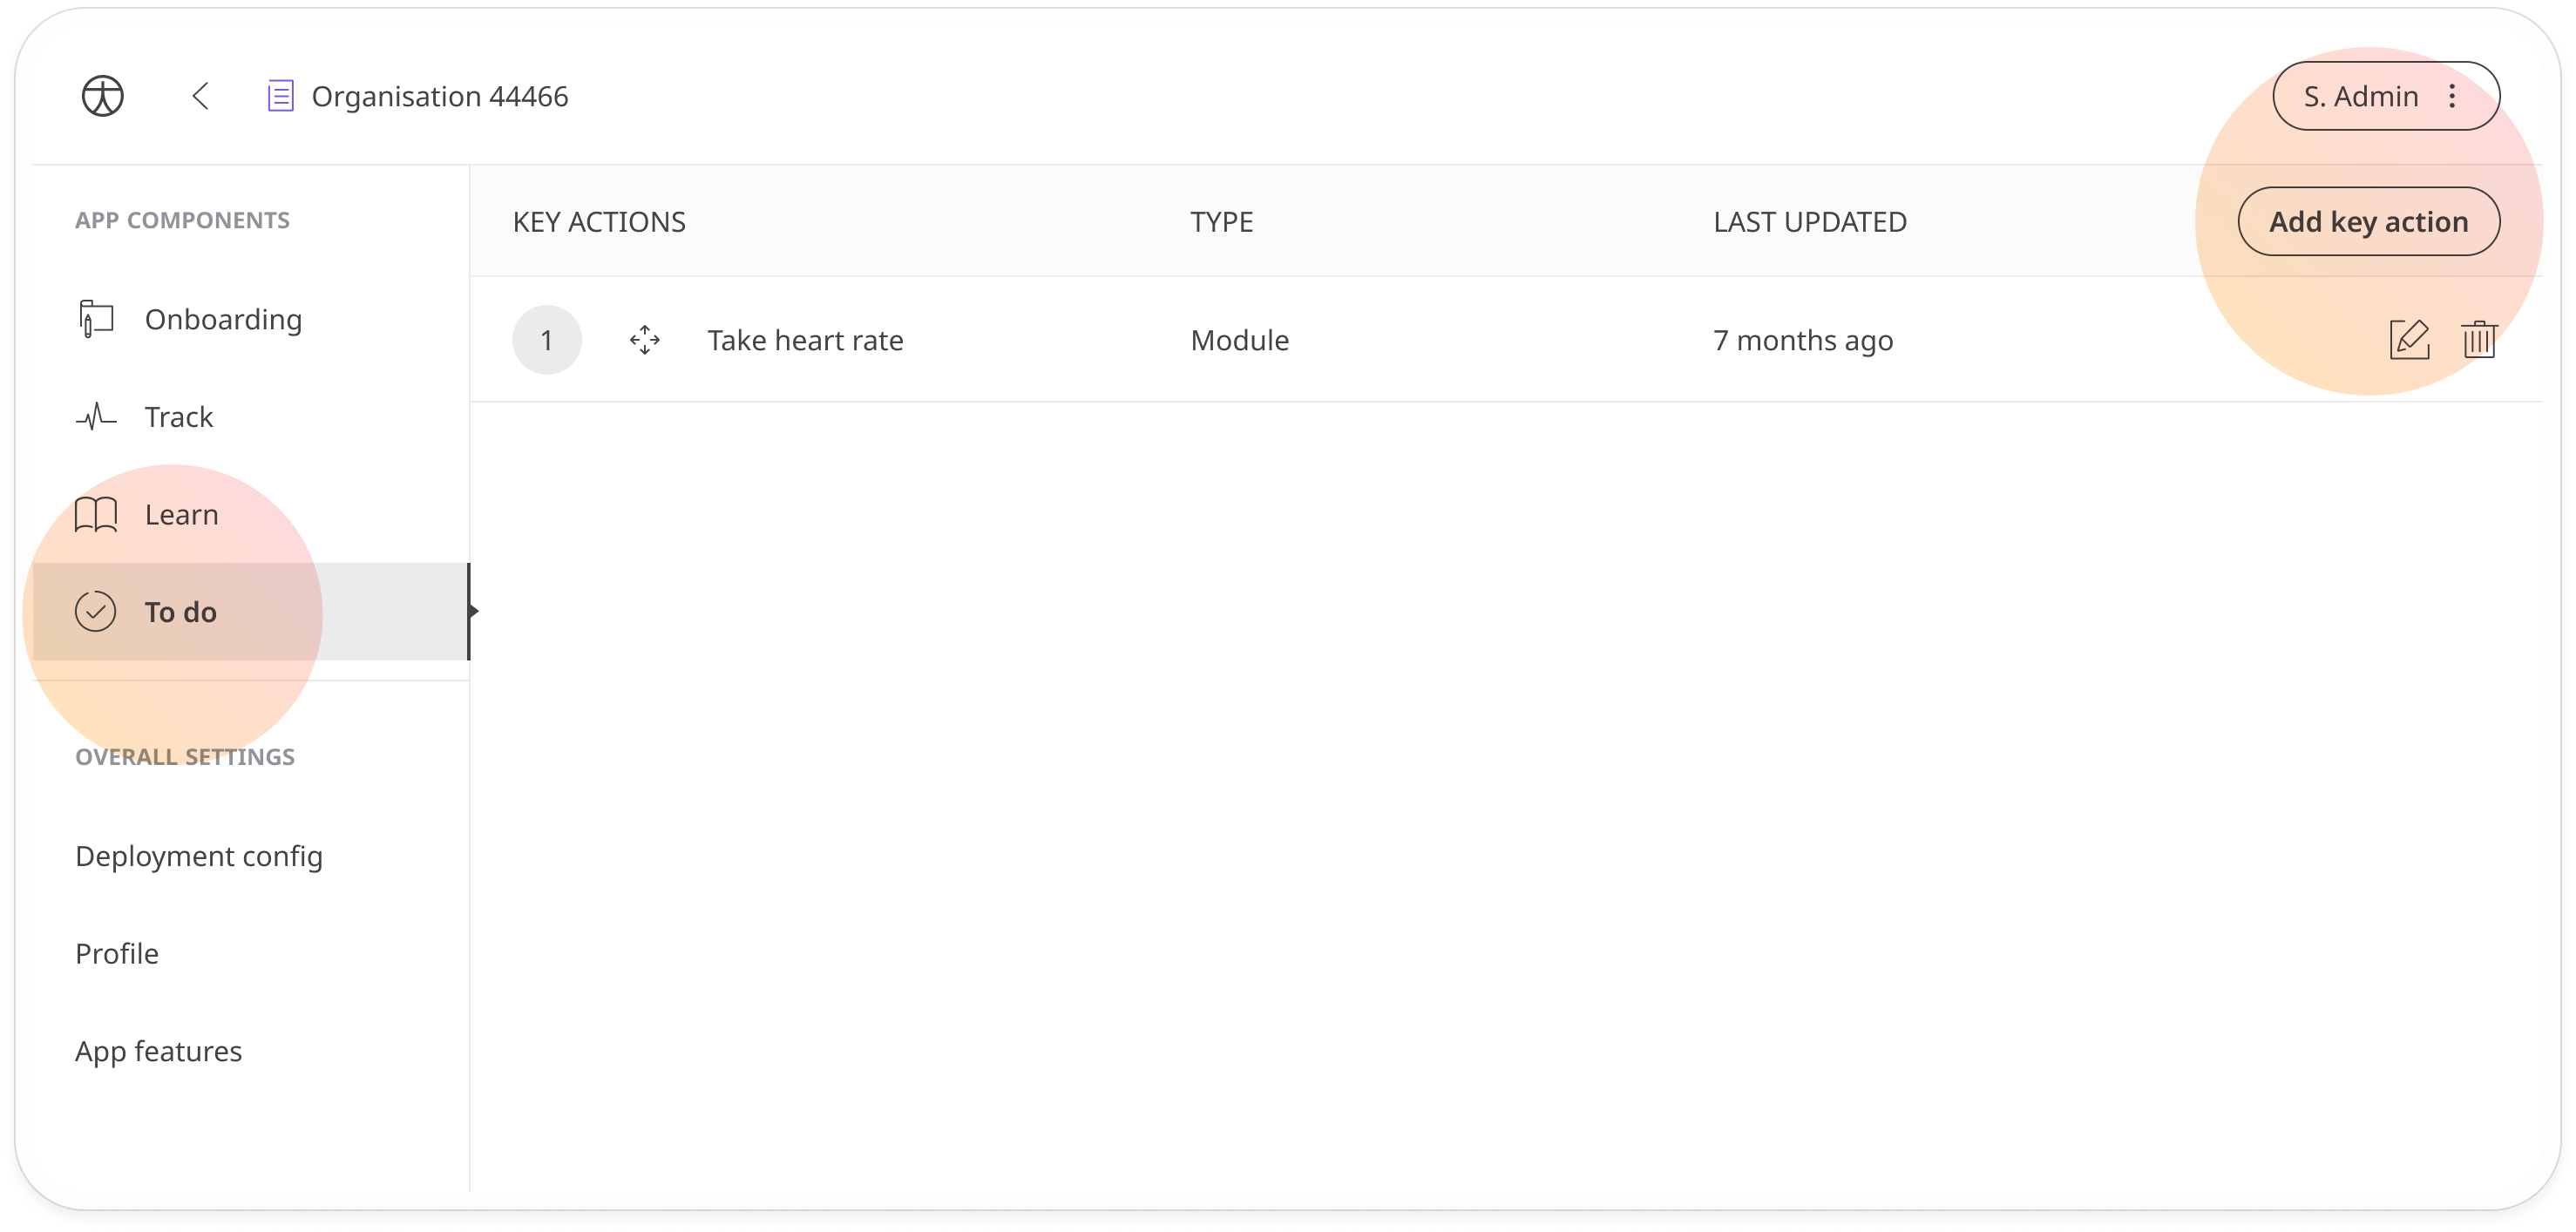 Organisation 44466
S. Admin
APP COMPONENTS
Onboarding
Track
Learn
To do
OVERALL SETTINGS
Deployment config
Profile
App features
KEY ACTIONS TYPE LAST UPDATED Add key action
1 Take heart rate Module 7 months ago